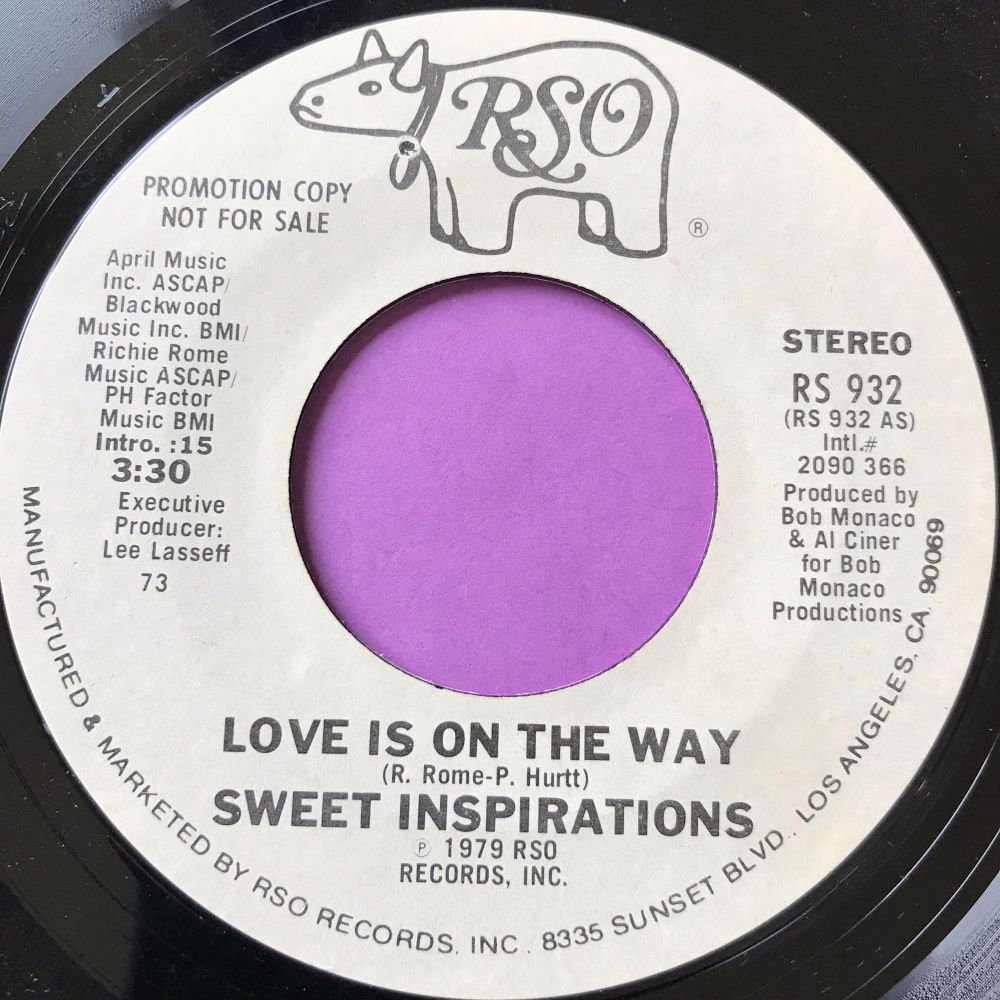 RSO
®
PROMOTION COPY
NOT FOR SALE
April Music
Inc. ASCAP/
Blackwood
Music Inc. BMI/
Richie Rome
Music ASCAP/
PH Factor
Music BMI
Intro. :15
3:30
Executive
Producer:
Lee Lasseff
73
STEREO
RS 932
(RS 932 AS)
Intl.#
2090 366
Produced by
Bob Monaco
& Al Ciner
for Bob
Monaco
Productions
LOVE IS ON THE WAY
(R. Rome-P. Hurtt)
SWEET INSPIRATIONS
℗ 1979 RSO
RECORDS, INC.
MANUFACTURED & MARKETED BY RSO RECORDS, INC. 8335 SUNSET BLVD., LOS ANGELES, CA. 90069